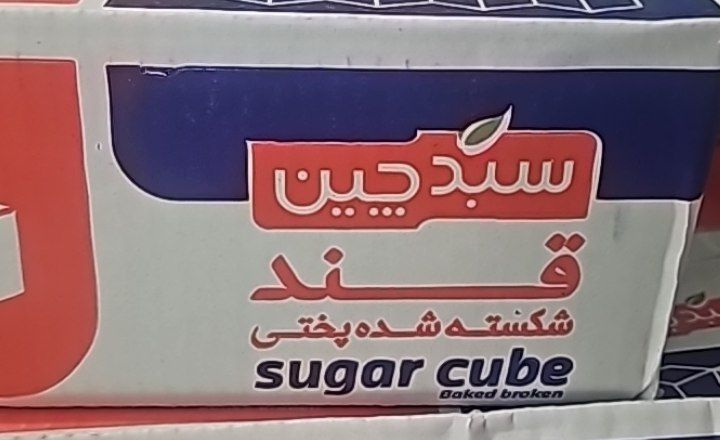 سبدچین
قند
شکسته شده پختی
sugar cube
Baked broken